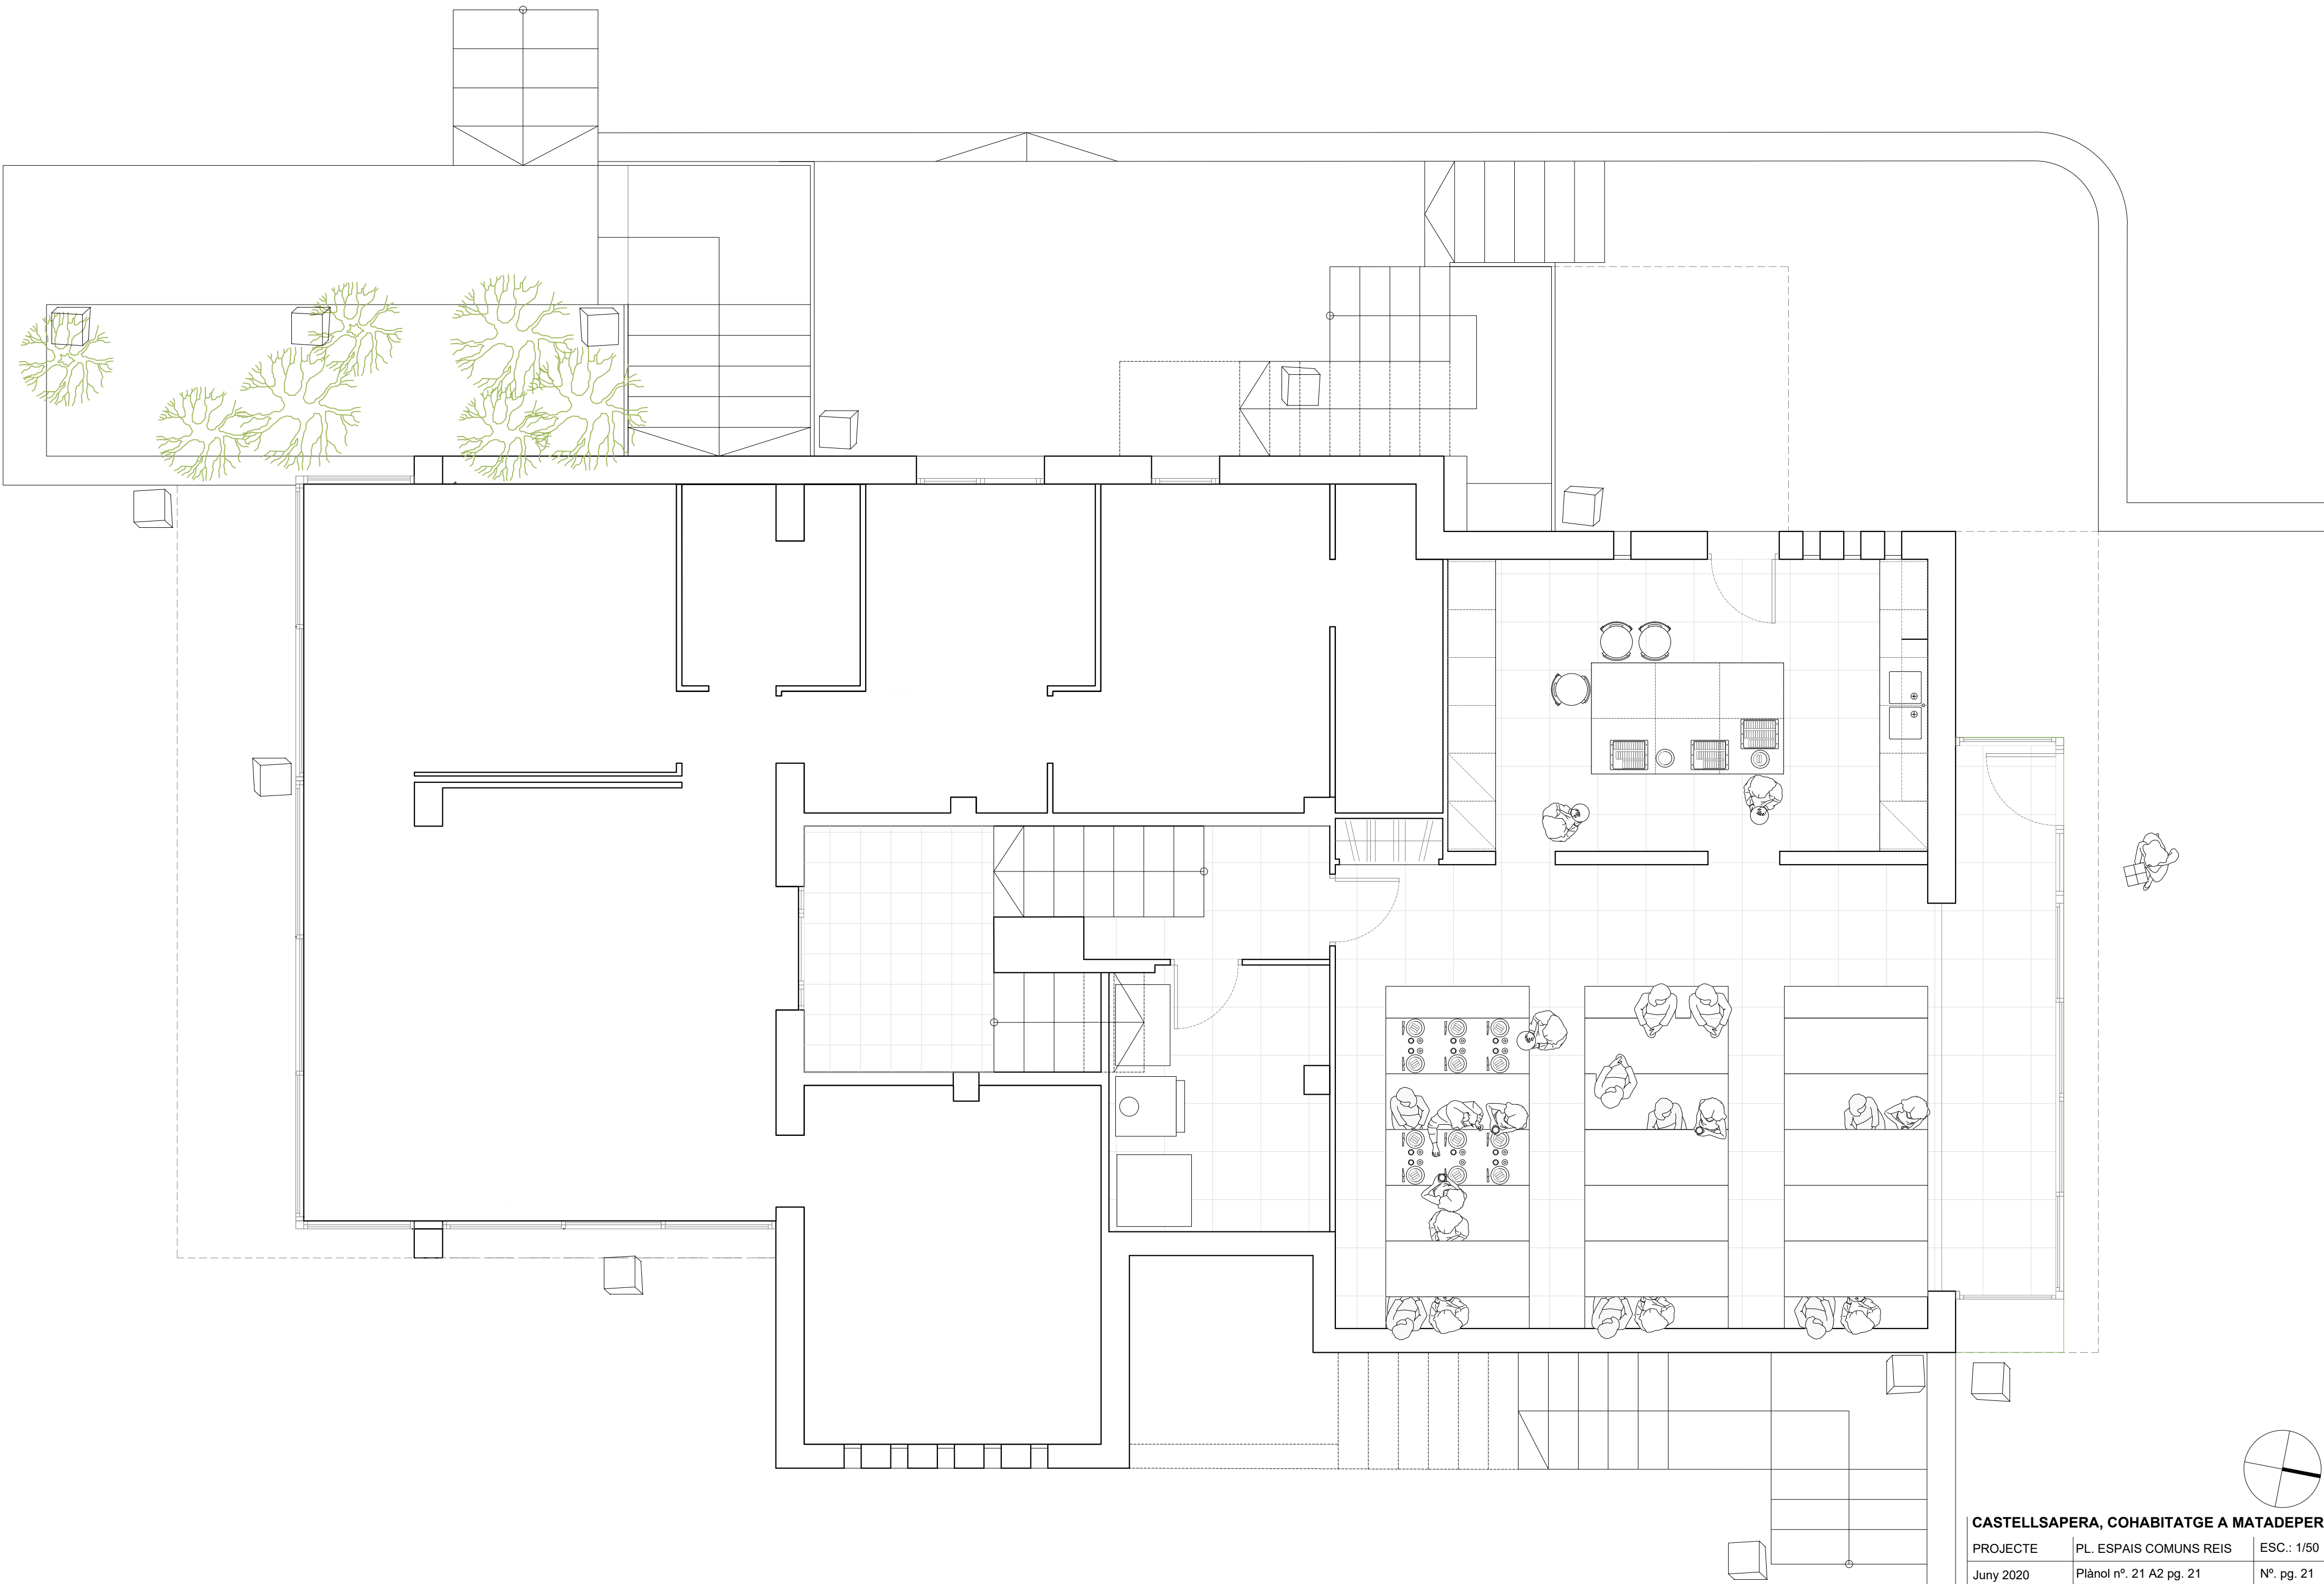 CASTELLSAPERA, COHABITATGE A MATADEPER
PROJECTE PL. ESPAIS COMUNS REIS ESC.: 1/50
Juny 2020 Plànol nº. 21 A2 pg. 21 Nº. pg. 21